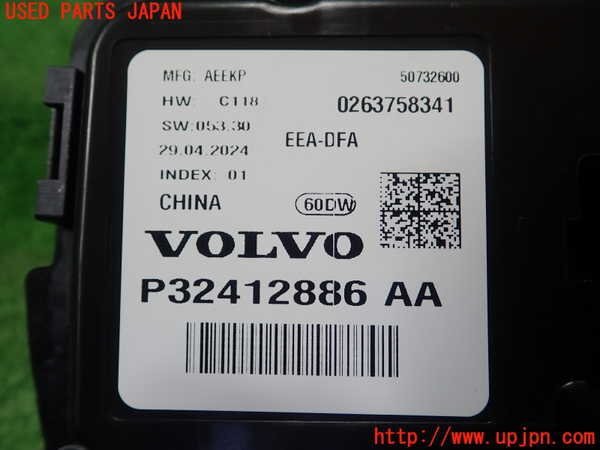 USED PARTS JAPAN
MFG. AEEKP 50732600
HW: C118 0263758341
SW:053.30
EEA-DFA
29.04.2024
INDEX: 01
CHINA 60DW
VOLVO
P32412886 AA
http://www.upjpn.com/